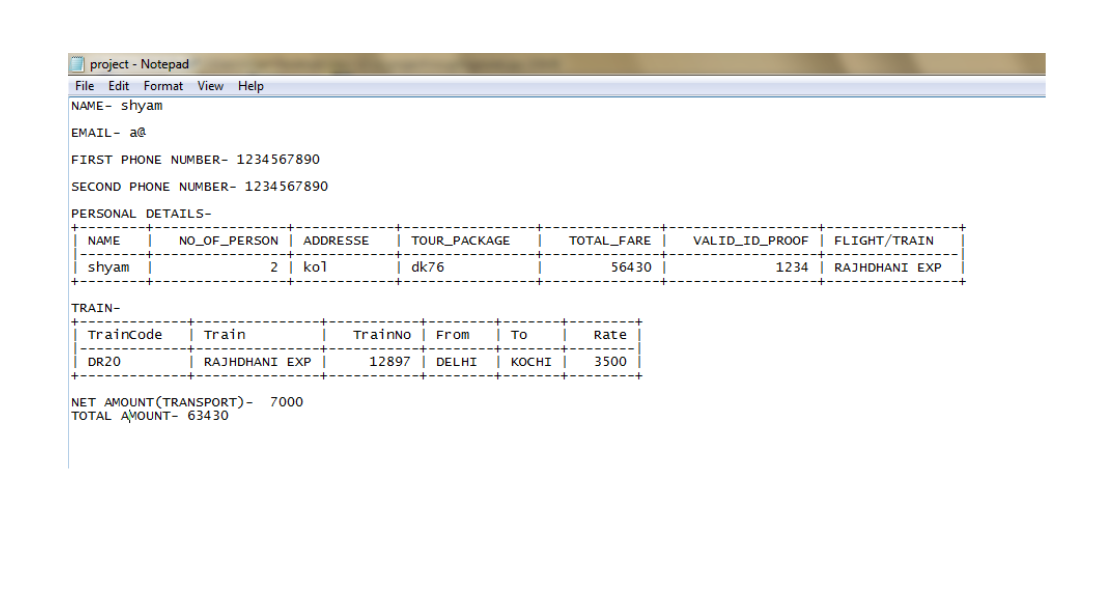 project - Notepad
File Edit Format View Help
NAME- shyam
EMAIL- a@
FIRST PHONE NUMBER- 1234567890
SECOND PHONE NUMBER- 1234567890
PERSONAL DETAILS-
+--------+----------------+------------+----------------+--------------+------------------+----------------+
| NAME | NO_OF_PERSON | ADDRESSE | TOUR_PACKAGE | TOTAL_FARE | VALID_ID_PROOF | FLIGHT/TRAIN |
|--------+----------------+------------+----------------+--------------+------------------+----------------|
| shyam | 2 | kol | dk76 | 56430 | 1234 | RAJHDHANI EXP |
+--------+----------------+------------+----------------+--------------+------------------+----------------+
TRAIN-
+-------------+---------------+-----------+--------+-------+--------+
| TrainCode | Train | TrainNo | From | To | Rate |
|-------------+---------------+-----------+--------+-------+--------|
| DR20 | RAJHDHANI EXP | 12897 | DELHI | KOCHI | 3500 |
+-------------+---------------+-----------+--------+-------+--------+
NET AMOUNT(TRANSPORT)- 7000
TOTAL AMOUNT- 63430